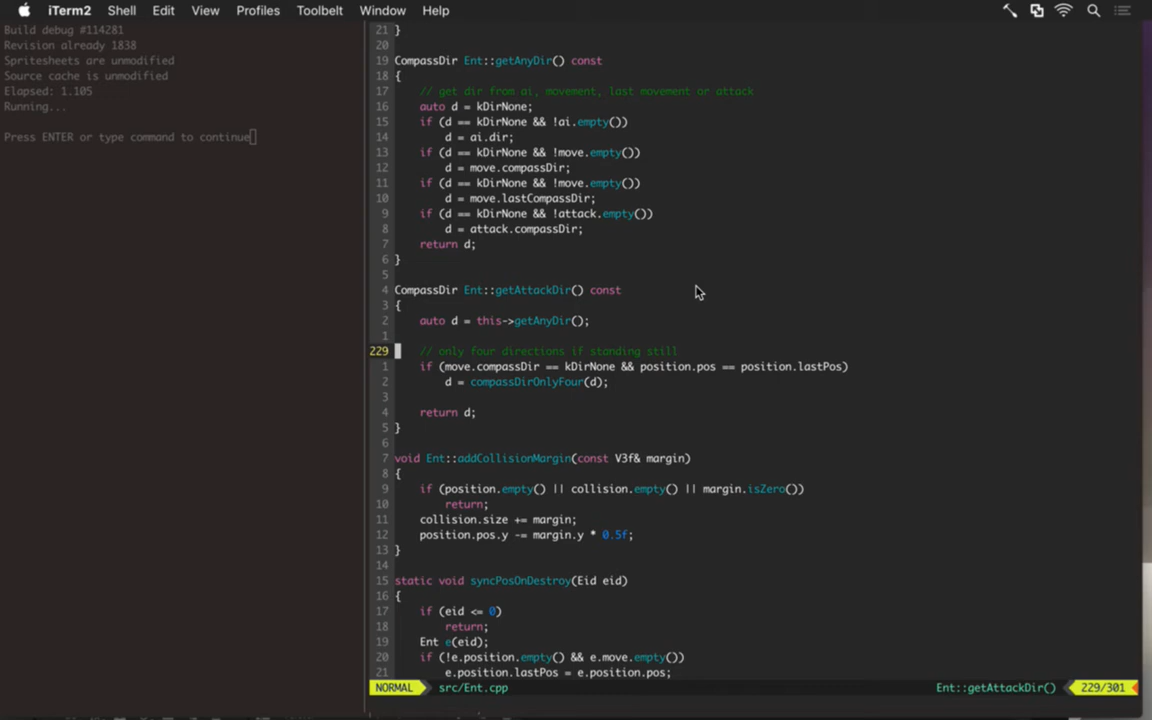 iTerm2 Shell Edit View Profiles Toolbelt Window Help
Build debug #114281
Revision already 1838
Spritesheets are unmodified
Source cache is unmodified
Elapsed: 1.105
Running...
Press ENTER or type command to continue
21 }
20
19 CompassDir Ent::getAnyDir() const
18 {
17 // get dir from ai, movement, last movement or attack
16 auto d = kDirNone;
15 if (d == kDirNone && !ai.empty())
14 d = ai.dir;
13 if (d == kDirNone && !move.empty())
12 d = move.compassDir;
11 if (d == kDirNone && !move.empty())
10 d = move.lastCompassDir;
9 if (d == kDirNone && !attack.empty())
8 d = attack.compassDir;
7 return d;
6 }
5
4 CompassDir Ent::getAttackDir() const
3 {
2 auto d = this->getAnyDir();
1
229 // only four directions if standing still
1 if (move.compassDir == kDirNone && position.pos == position.lastPos)
2 d = compassDirOnlyFour(d);
3
4 return d;
5 }
6
7 void Ent::addCollisionMargin(const V3f& margin)
8 {
9 if (position.empty() || collision.empty() || margin.isZero())
10 return;
11 collision.size += margin;
12 position.pos.y -= margin.y * 0.5f;
13 }
14
15 static void syncPosOnDestroy(Eid eid)
16 {
17 if (eid <= 0)
18 return;
19 Ent e(eid);
20 if (!e.position.empty() && e.move.empty())
21 e.position.lastPos = e.position.pos;
NORMAL src/Ent.cpp Ent::getAttackDir() 229/301